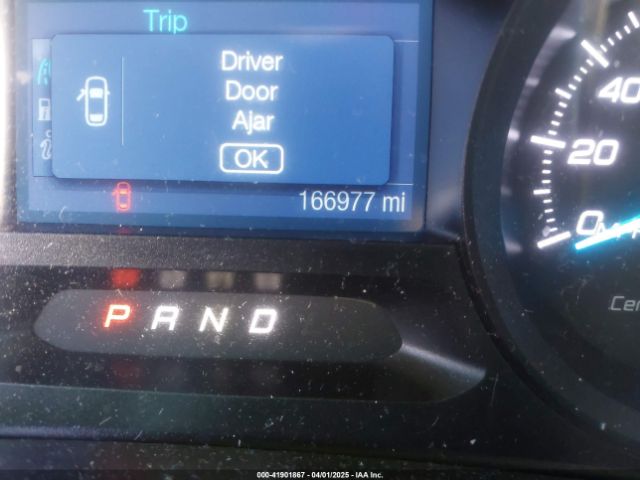 Trip
Driver
Door
Ajar
OK
166977 mi
40
20
0
P A N D
000-41901867 - 04/01/2025 - IAA Inc.